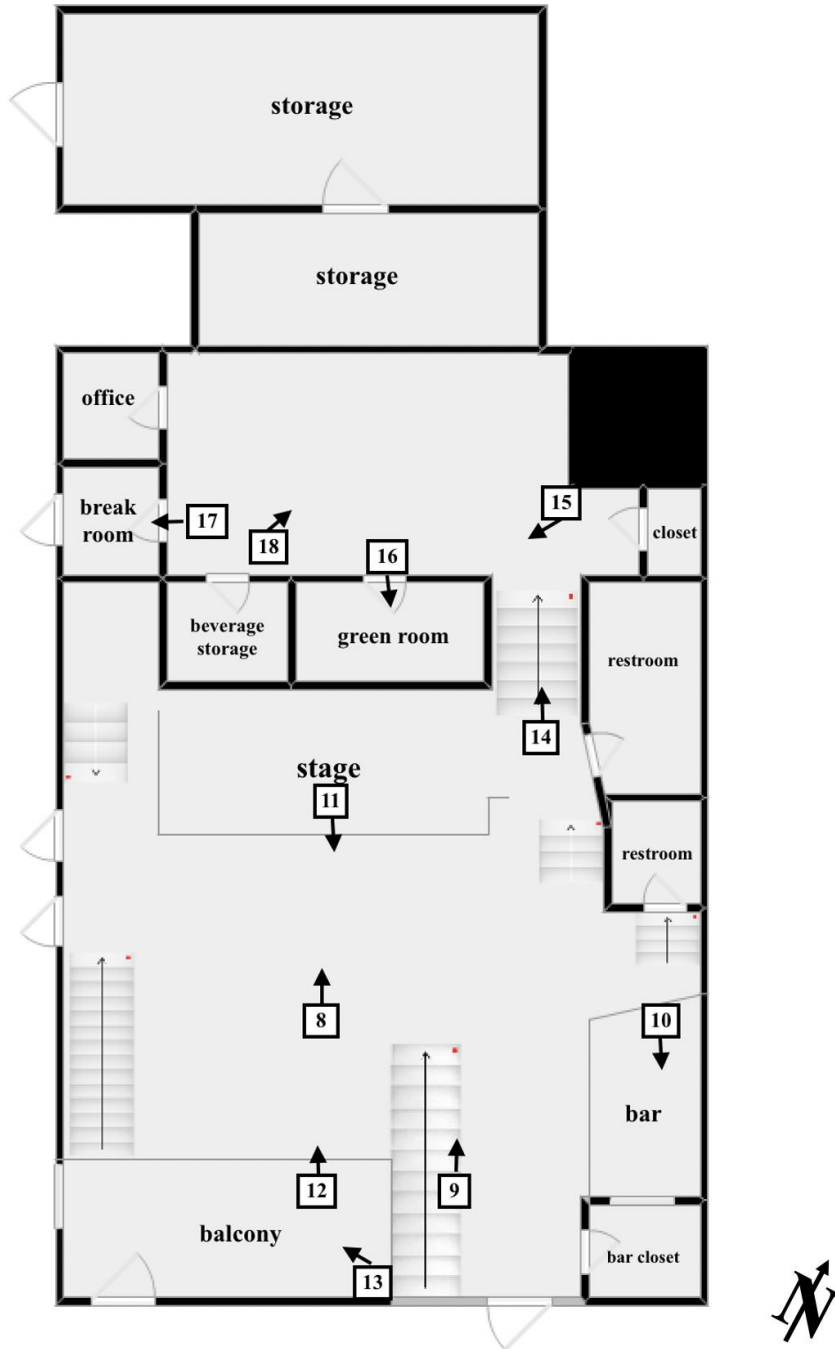 storage
storage
office
break
room
17
18
16
15
closet
beverage
storage
green room
restroom
14
stage
11
restroom
8
10
bar
12
9
balcony
13
bar closet
N